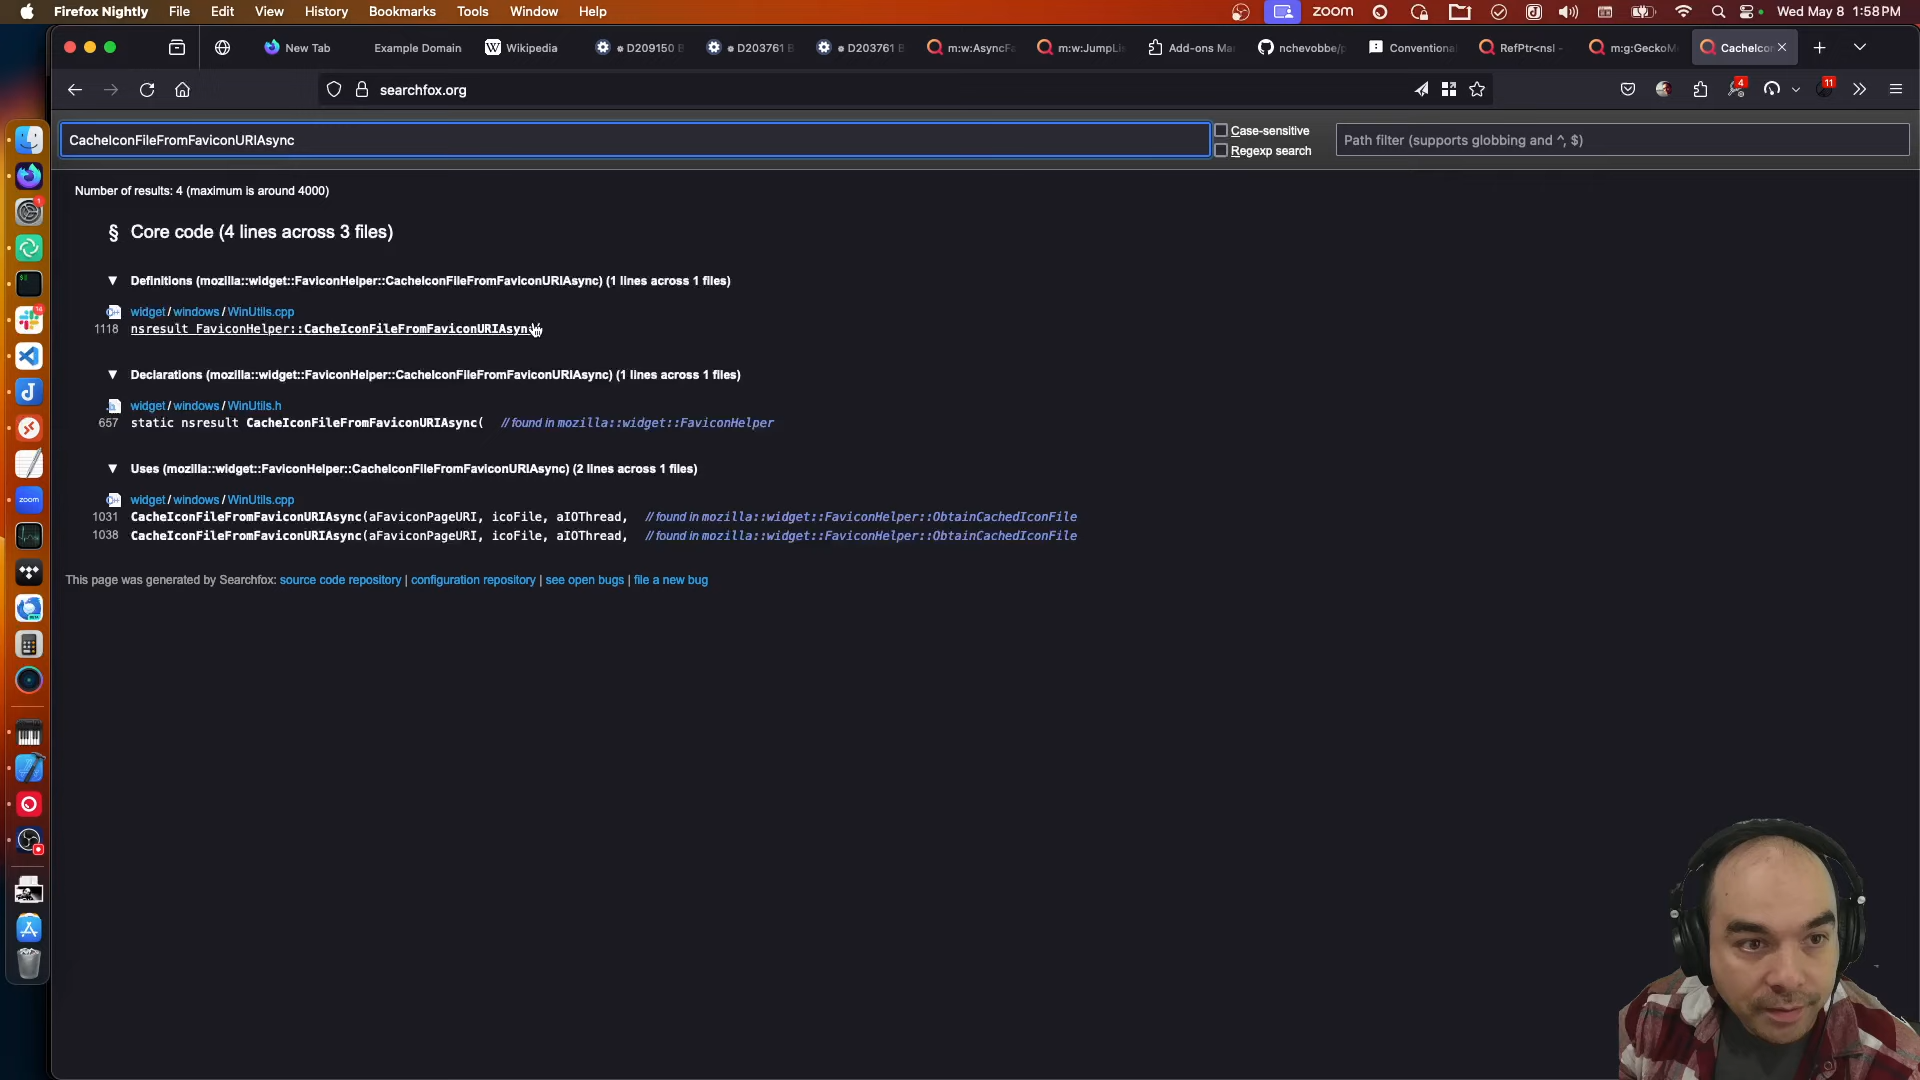 Firefox Nightly File Edit View History Bookmarks Tools Window Help zoom Wed May 8 1:58 PM
New Tab Example Domain Wikipedia D209150 D203761 D203761 m:w:AsyncFa m:w:JumpLi Add-ons Ma nchevobbe/p Conventiona RefPtr<nsI - m:g:GeckoM CacheIcon
searchfox.org 4 11
CacheIconFileFromFaviconURIAsync
Case-sensitive
Regexp search
Path filter (supports globbing and ^, $)
Number of results: 4 (maximum is around 4000)
§ Core code (4 lines across 3 files)
▼ Definitions (mozilla::widget::FaviconHelper::CacheIconFileFromFaviconURIAsync) (1 lines across 1 files)
widget / windows / WinUtils.cpp
1118 nsresult FaviconHelper::CacheIconFileFromFaviconURIAsync
▼ Declarations (mozilla::widget::FaviconHelper::CacheIconFileFromFaviconURIAsync) (1 lines across 1 files)
widget / windows / WinUtils.h
657 static nsresult CacheIconFileFromFaviconURIAsync( // found in mozilla::widget::FaviconHelper
▼ Uses (mozilla::widget::FaviconHelper::CacheIconFileFromFaviconURIAsync) (2 lines across 1 files)
widget / windows / WinUtils.cpp
1031 CacheIconFileFromFaviconURIAsync(aFaviconPageURI, icoFile, aIOThread, // found in mozilla::widget::FaviconHelper::ObtainCachedIconFile
1038 CacheIconFileFromFaviconURIAsync(aFaviconPageURI, icoFile, aIOThread, // found in mozilla::widget::FaviconHelper::ObtainCachedIconFile
This page was generated by Searchfox: source code repository | configuration repository | see open bugs | file a new bug
zoom